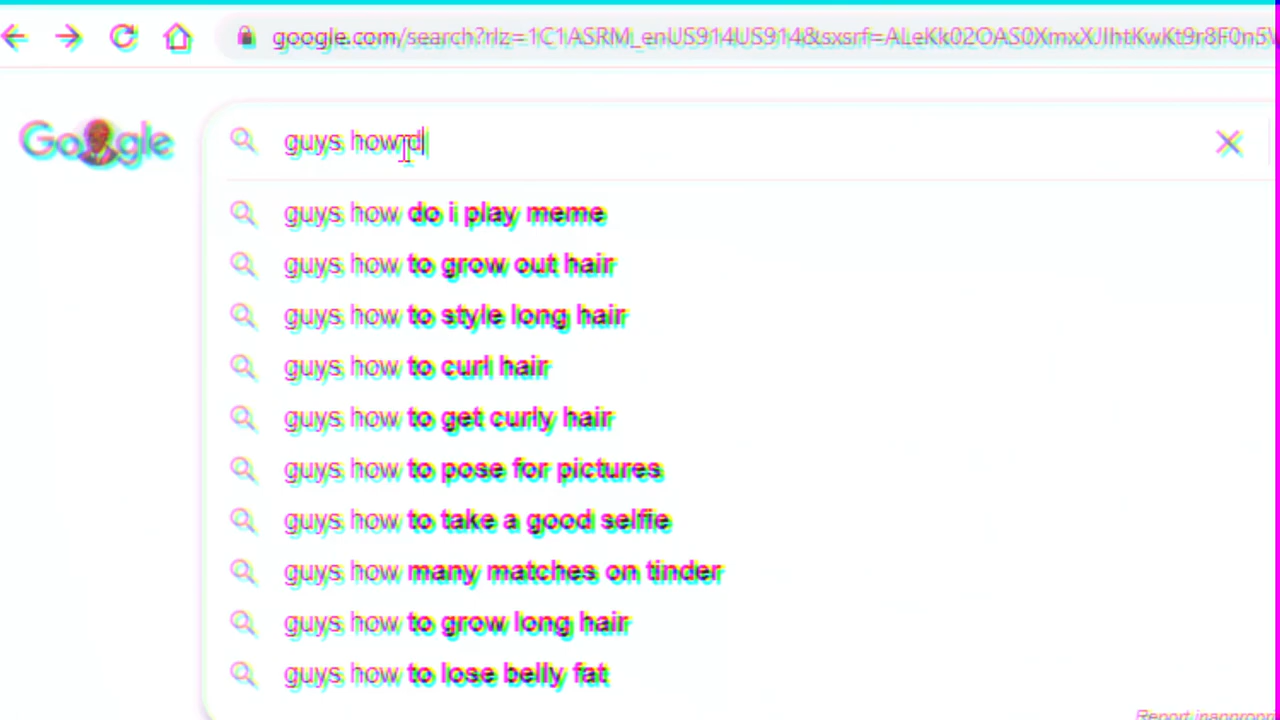 google.com/search?rlz=1C1ASRM_enUS914US914&sxsrf=ALeKk02OAS0XmxXJIhtKwKt9r8F0n5
Google
guys how d
guys how do i play meme
guys how to grow out hair
guys how to style long hair
guys how to curl hair
guys how to get curly hair
guys how to pose for pictures
guys how to take a good selfie
guys how many matches on tinder
guys how to grow long hair
guys how to lose belly fat
Report